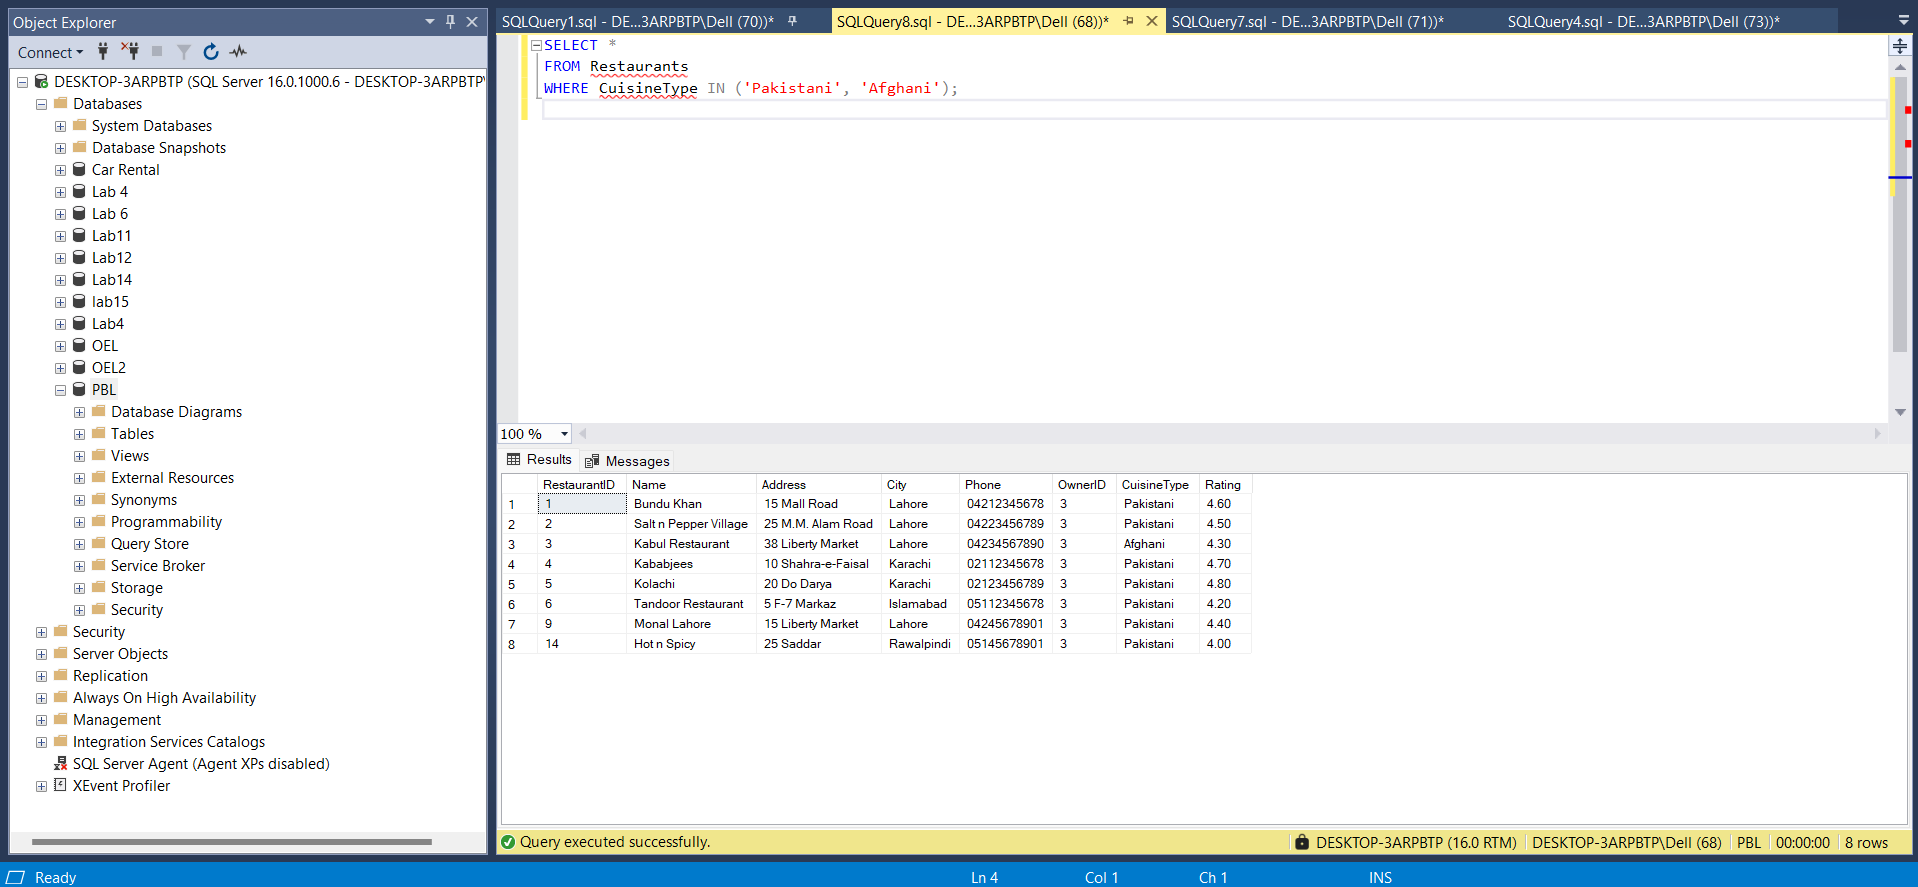 Object Explorer
Connect
DESKTOP-3ARPBTP (SQL Server 16.0.1000.6 - DESKTOP-3ARPBTP\
Databases
System Databases
Database Snapshots
Car Rental
Lab 4
Lab 6
Lab11
Lab12
Lab14
lab15
Lab4
OEL
OEL2
PBL
Database Diagrams
Tables
Views
External Resources
Synonyms
Programmability
Query Store
Service Broker
Storage
Security
Security
Server Objects
Replication
Always On High Availability
Management
Integration Services Catalogs
SQL Server Agent (Agent XPs disabled)
XEvent Profiler
SQLQuery1.sql - DE...3ARPBTP\Dell (70))* SQLQuery8.sql - DE...3ARPBTP\Dell (68))* SQLQuery7.sql - DE...3ARPBTP\Dell (71))* SQLQuery4.sql - DE...3ARPBTP\Dell (73))*
SELECT *
FROM Restaurants
WHERE CuisineType IN ('Pakistani', 'Afghani');
100 %
Results Messages
RestaurantID Name Address City Phone OwnerID CuisineType Rating
1 1 Bundu Khan 15 Mall Road Lahore 04212345678 3 Pakistani 4.60
2 2 Salt n Pepper Village 25 M.M. Alam Road Lahore 04223456789 3 Pakistani 4.50
3 3 Kabul Restaurant 38 Liberty Market Lahore 04234567890 3 Afghani 4.30
4 4 Kababjees 10 Shahra-e-Faisal Karachi 02112345678 3 Pakistani 4.70
5 5 Kolachi 20 Do Darya Karachi 02123456789 3 Pakistani 4.80
6 6 Tandoor Restaurant 5 F-7 Markaz Islamabad 05112345678 3 Pakistani 4.20
7 9 Monal Lahore 15 Liberty Market Lahore 04245678901 3 Pakistani 4.40
8 14 Hot n Spicy 25 Saddar Rawalpindi 05145678901 3 Pakistani 4.00
Query executed successfully. DESKTOP-3ARPBTP (16.0 RTM) DESKTOP-3ARPBTP\Dell (68) PBL 00:00:00 8 rows
Ready Ln 4 Col 1 Ch 1 INS